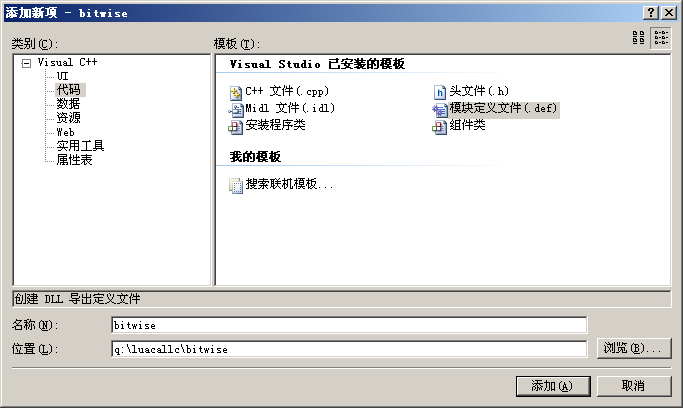 添加新项 - bitwise
类别(C):
模板(T):
Visual C++
UI
代码
数据
资源
Web
实用工具
属性表
Visual Studio 已安装的模板
C++ 文件(.cpp)
头文件(.h)
Midl 文件(.idl)
模块定义文件(.def)
安装程序类
组件类
我的模板
搜索联机模板...
创建 DLL 导出定义文件
名称(N):
bitwise
位置(L):
q:\luacallc\bitwise
浏览(B)...
添加(A)
取消